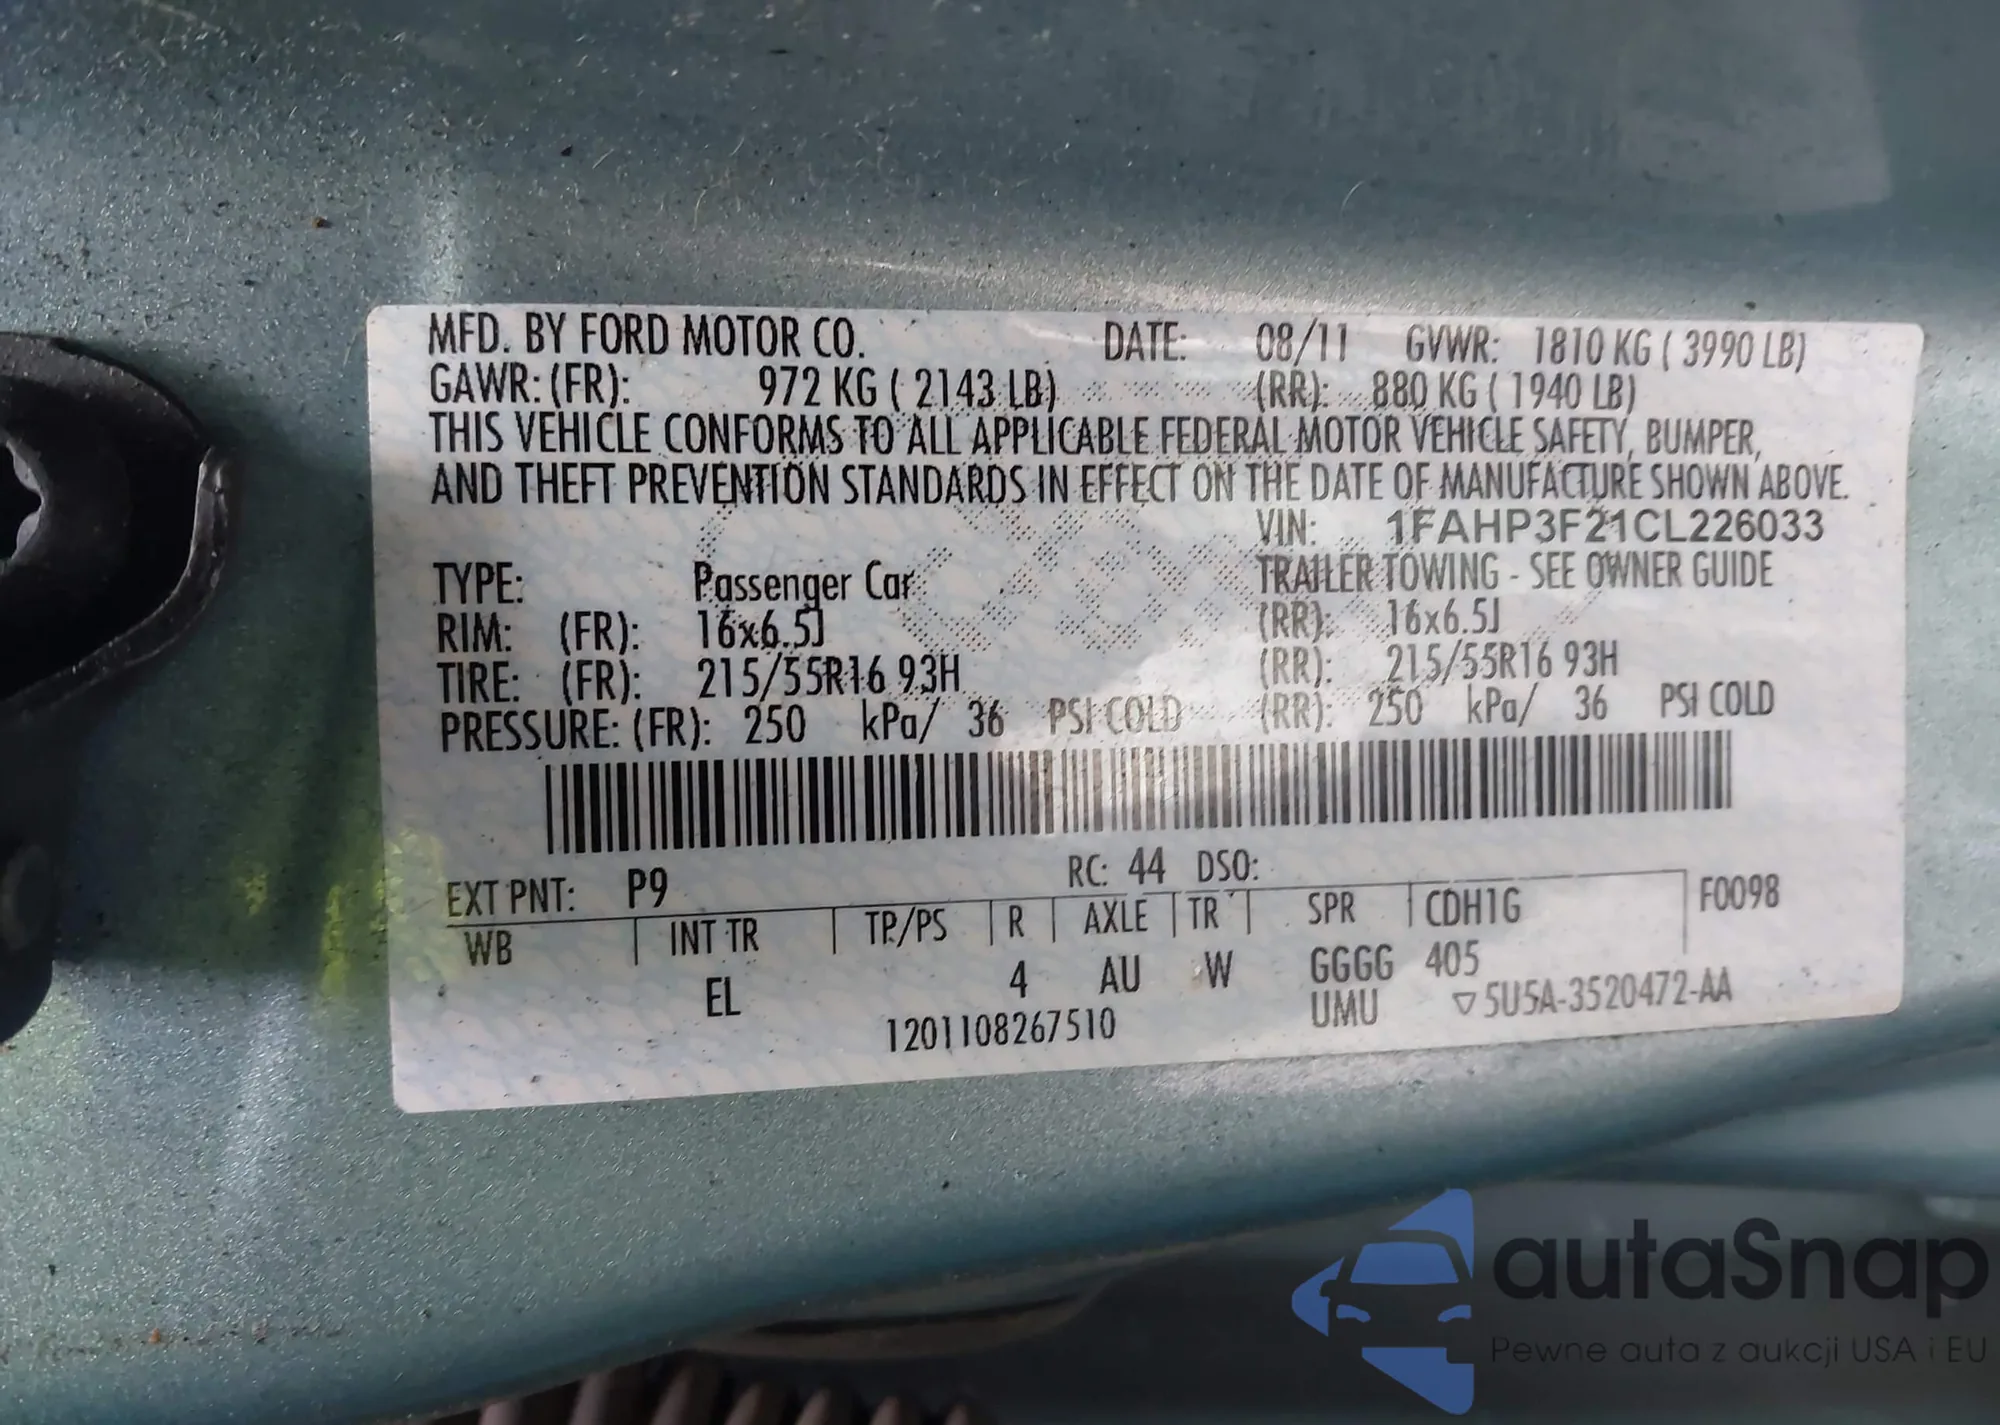 MFD. BY FORD MOTOR CO. DATE: 08/11 GVWR: 1810 KG ( 3990 LB)
GAWR: (FR): 972 KG ( 2143 LB) (RR): 880 KG ( 1940 LB)
THIS VEHICLE CONFORMS TO ALL APPLICABLE FEDERAL MOTOR VEHICLE SAFETY, BUMPER,
AND THEFT PREVENTION STANDARDS IN EFFECT ON THE DATE OF MANUFACTURE SHOWN ABOVE.
VIN: 1FAHP3F21CL226033
TYPE: Passenger Car TRAILER TOWING - SEE OWNER GUIDE
RIM: (FR): 16x6.5J (RR): 16x6.5J
TIRE: (FR): 215/55R16 93H (RR): 215/55R16 93H
PRESSURE: (FR): 250 kPa/ 36 PSI COLD (RR): 250 kPa/ 36 PSI COLD
EXT PNT: P9 RC: 44 DSO:
WB INT TR TP/PS R AXLE TR SPR CDH1G F0098
EL 4 AU W GGGG 405
1201108267510 UMU ▽5U5A-3520472-AA
autaSnap
Pewne auta z aukcji USA i EU